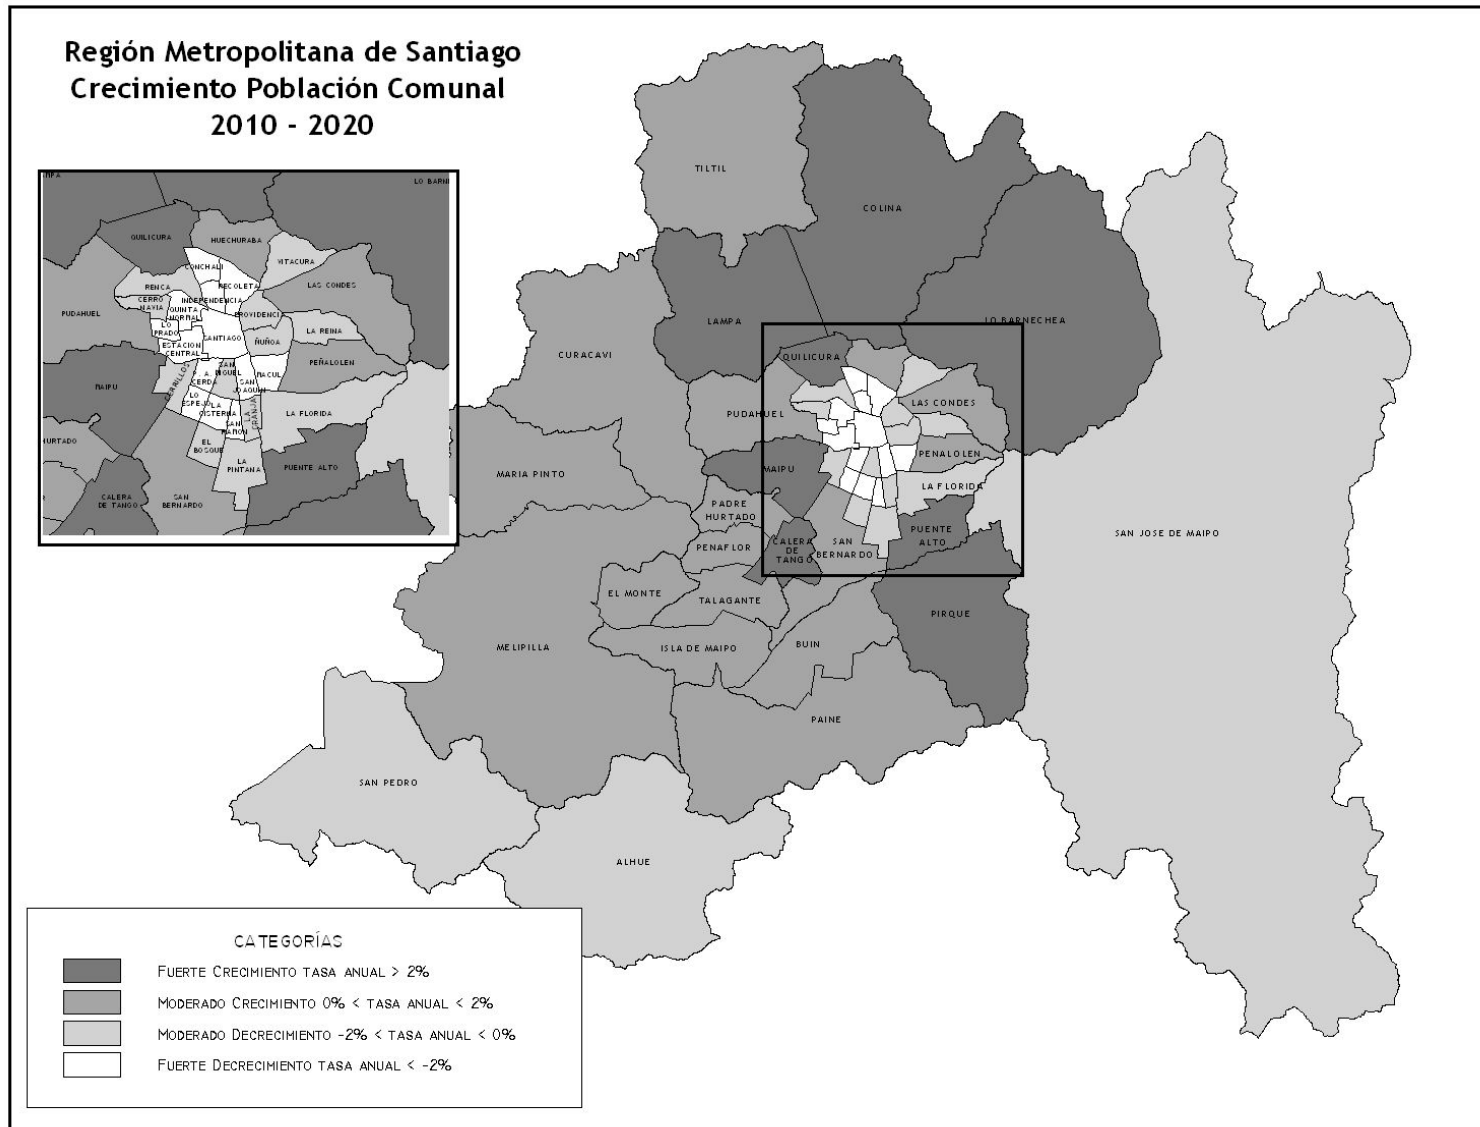 Región Metropolitana de Santiago
Crecimiento Población Comunal
2010 - 2020
LO BARNE
QUILICURA
HUECHURABA
VITACURA
CONCHALI
RENCA
RECOLETA
LAS CONDES
CERRO
NAVIA
INDEPENDENCIA
QUINTA
NORMAL
PROVIDENCIA
PUDAHUEL
LO
PRADO
SANTIAGO
LA REINA
ÑUÑOA
ESTACION
CENTRAL
PEÑALOLEN
MAIPU
CERRILLOS
P. A.
CERDA
SAN
MIGUEL
SAN
JOAQUIN
MACUL
LO
ESPEJO
LA
CISTERNA
LA
GRANJA
LA FLORIDA
SAN
RAMON
HURTADO
EL
BOSQUE
LA
PINTANA
PUENTE ALTO
CALERA
DE TANGO
SAN
BERNARDO
TILTIL
COLINA
LAMPA
LO BARNECHEA
CURACAVI
QUILICURA
LAS CONDES
PUDAHUEL
PENALOLEN
MARIA PINTO
MAIPU
LA FLORIDA
PADRE
HURTADO
PUENTE
ALTO
SAN JOSE DE MAIPO
PENAFLOR
CALERA
DE
TANGO
SAN
BERNARDO
EL MONTE
TALAGANTE
PIRQUE
MELIPILLA
ISLA DE MAIPO
BUIN
PAINE
SAN PEDRO
ALHUE
CATEGORÍAS
FUERTE CRECIMIENTO TASA ANUAL > 2%
MODERADO CRECIMIENTO 0% < TASA ANUAL < 2%
MODERADO DECRECIMIENTO -2% < TASA ANUAL < 0%
FUERTE DECRECIMIENTO TASA ANUAL < -2%